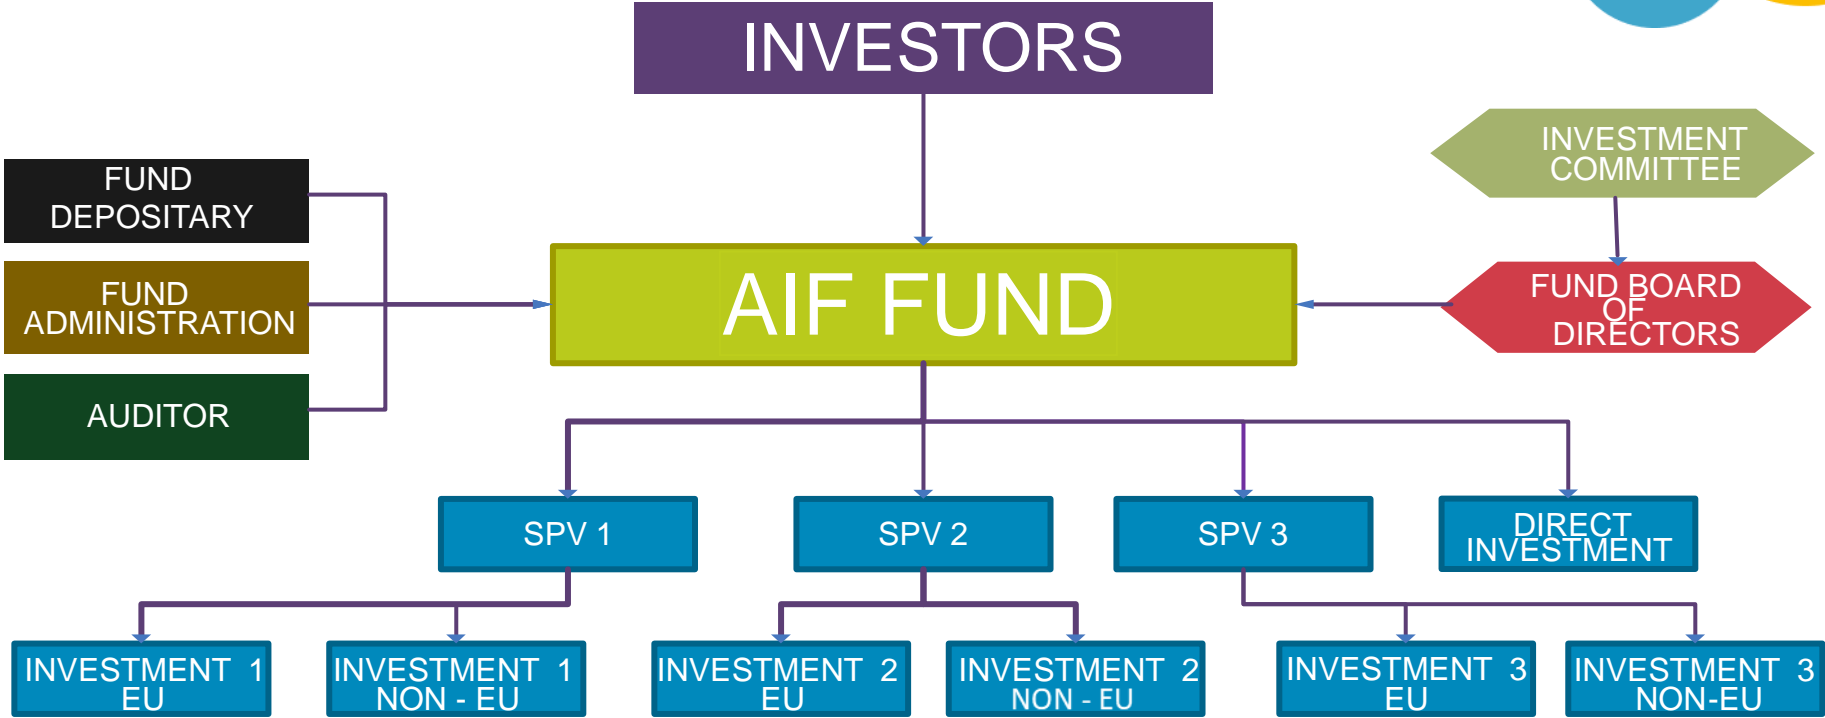 INVESTORS
INVESTMENT
COMMITTEE
FUND
DEPOSITARY
FUND
ADMINISTRATION
AUDITOR
AIF FUND
FUND BOARD
OF
DIRECTORS
SPV 1
SPV 2
SPV 3
DIRECT
INVESTMENT
INVESTMENT 1
EU
INVESTMENT 1
NON - EU
INVESTMENT 2
EU
INVESTMENT 2
NON - EU
INVESTMENT 3
EU
INVESTMENT 3
NON-EU